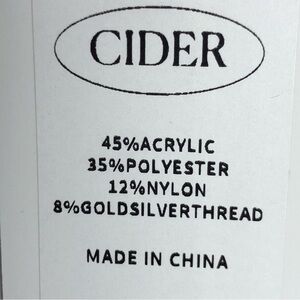 CIDER
45%ACRYLIC
35%POLYESTER
12%NYLON
8%GOLDSILVERTHREAD
MADE IN CHINA